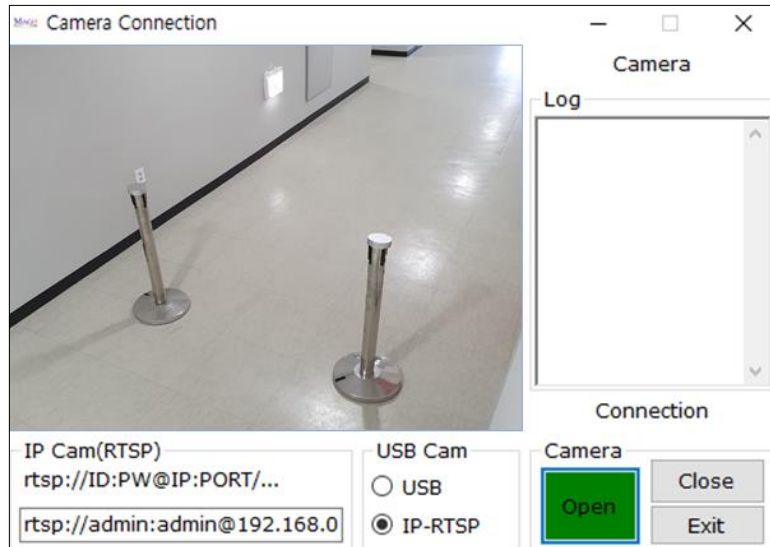 Camera Connection
Camera
Log
Connection
IP Cam(RTSP)
rtsp://ID:PW@IP:PORT/...
rtsp://admin:admin@192.168.0
USB Cam
USB
IP-RTSP
Camera
Open
Close
Exit